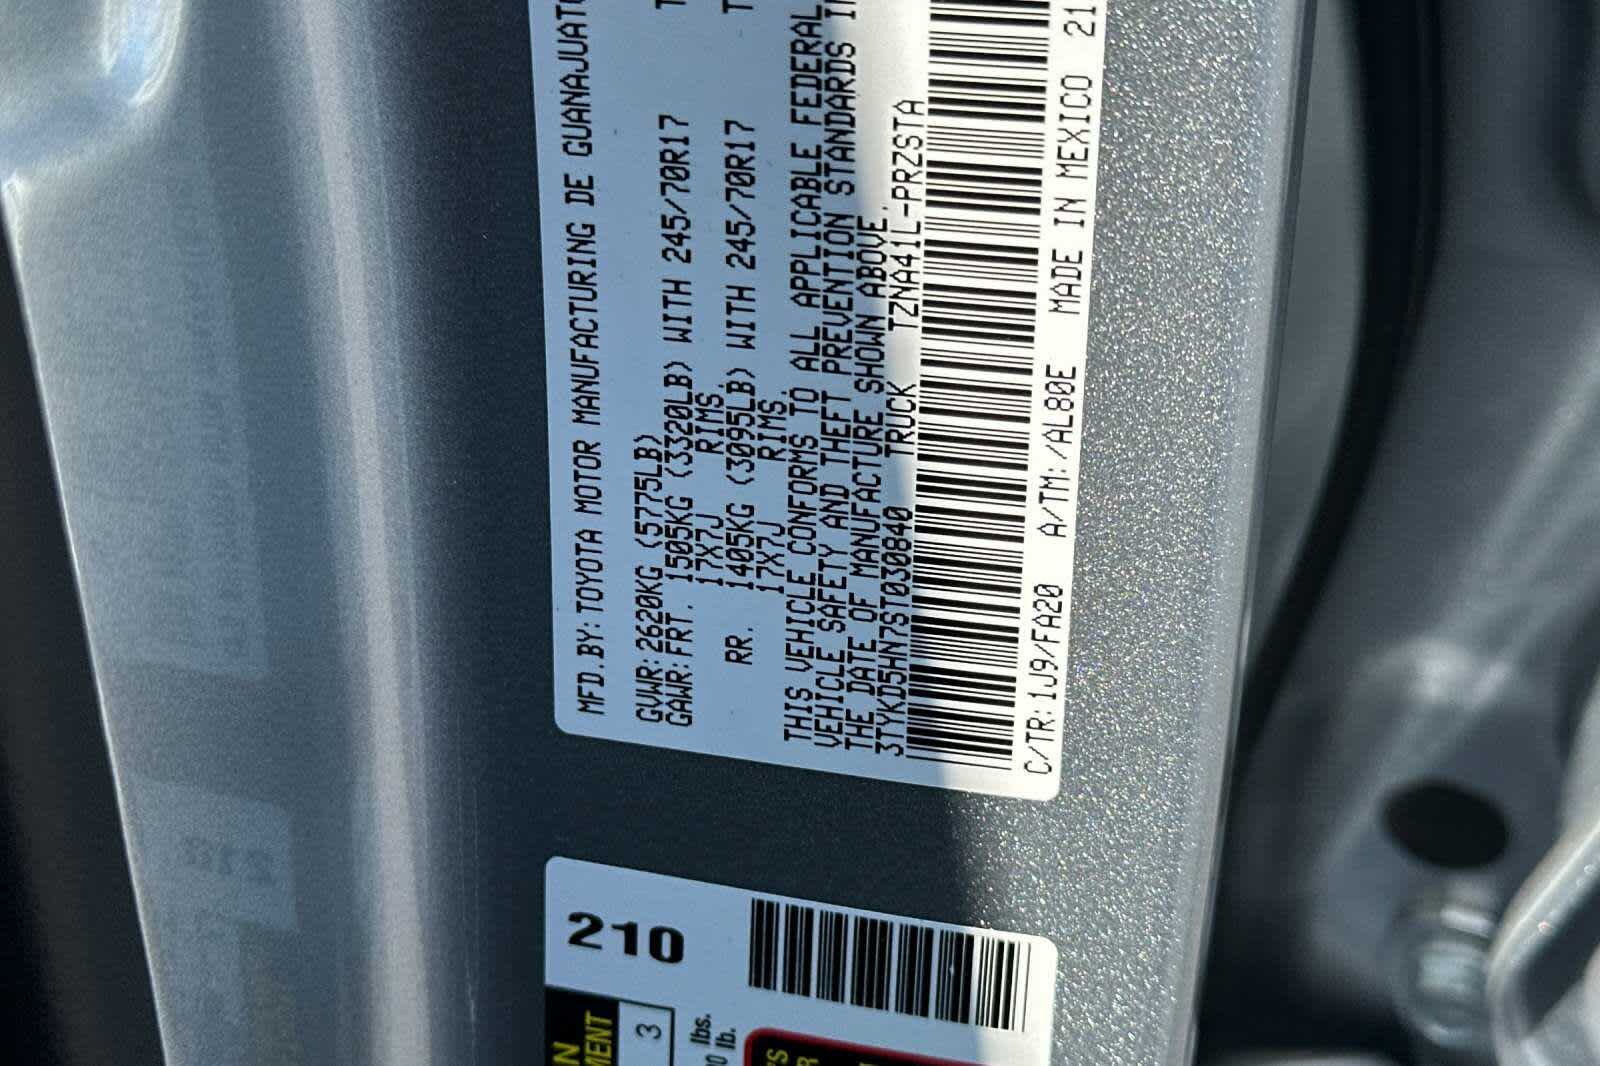 MFD.BY:TOYOTA MOTOR MANUFACTURING DE GUANAJUATO
GVWR:2620KG (5775LB)
GAWR:FRT. 1505KG (3320LB) WITH 245/70R17 T
17X7J RIMS.
RR. 1405KG (3095LB) WITH 245/70R17 T
17X7J RIMS.
THIS VEHICLE CONFORMS TO ALL APPLICABLE FEDERAL
VEHICLE SAFETY AND THEFT PREVENTION STANDARDS
THE DATE OF MANUFACTURE SHOWN ABOVE.
3TYKD5HN7ST030840 TRUCK TZNA41L-PRZSTA
C/TR:1J9/FA20 A/TM:/AL80E MADE IN MEXICO 21
210
3
lbs.
lb.